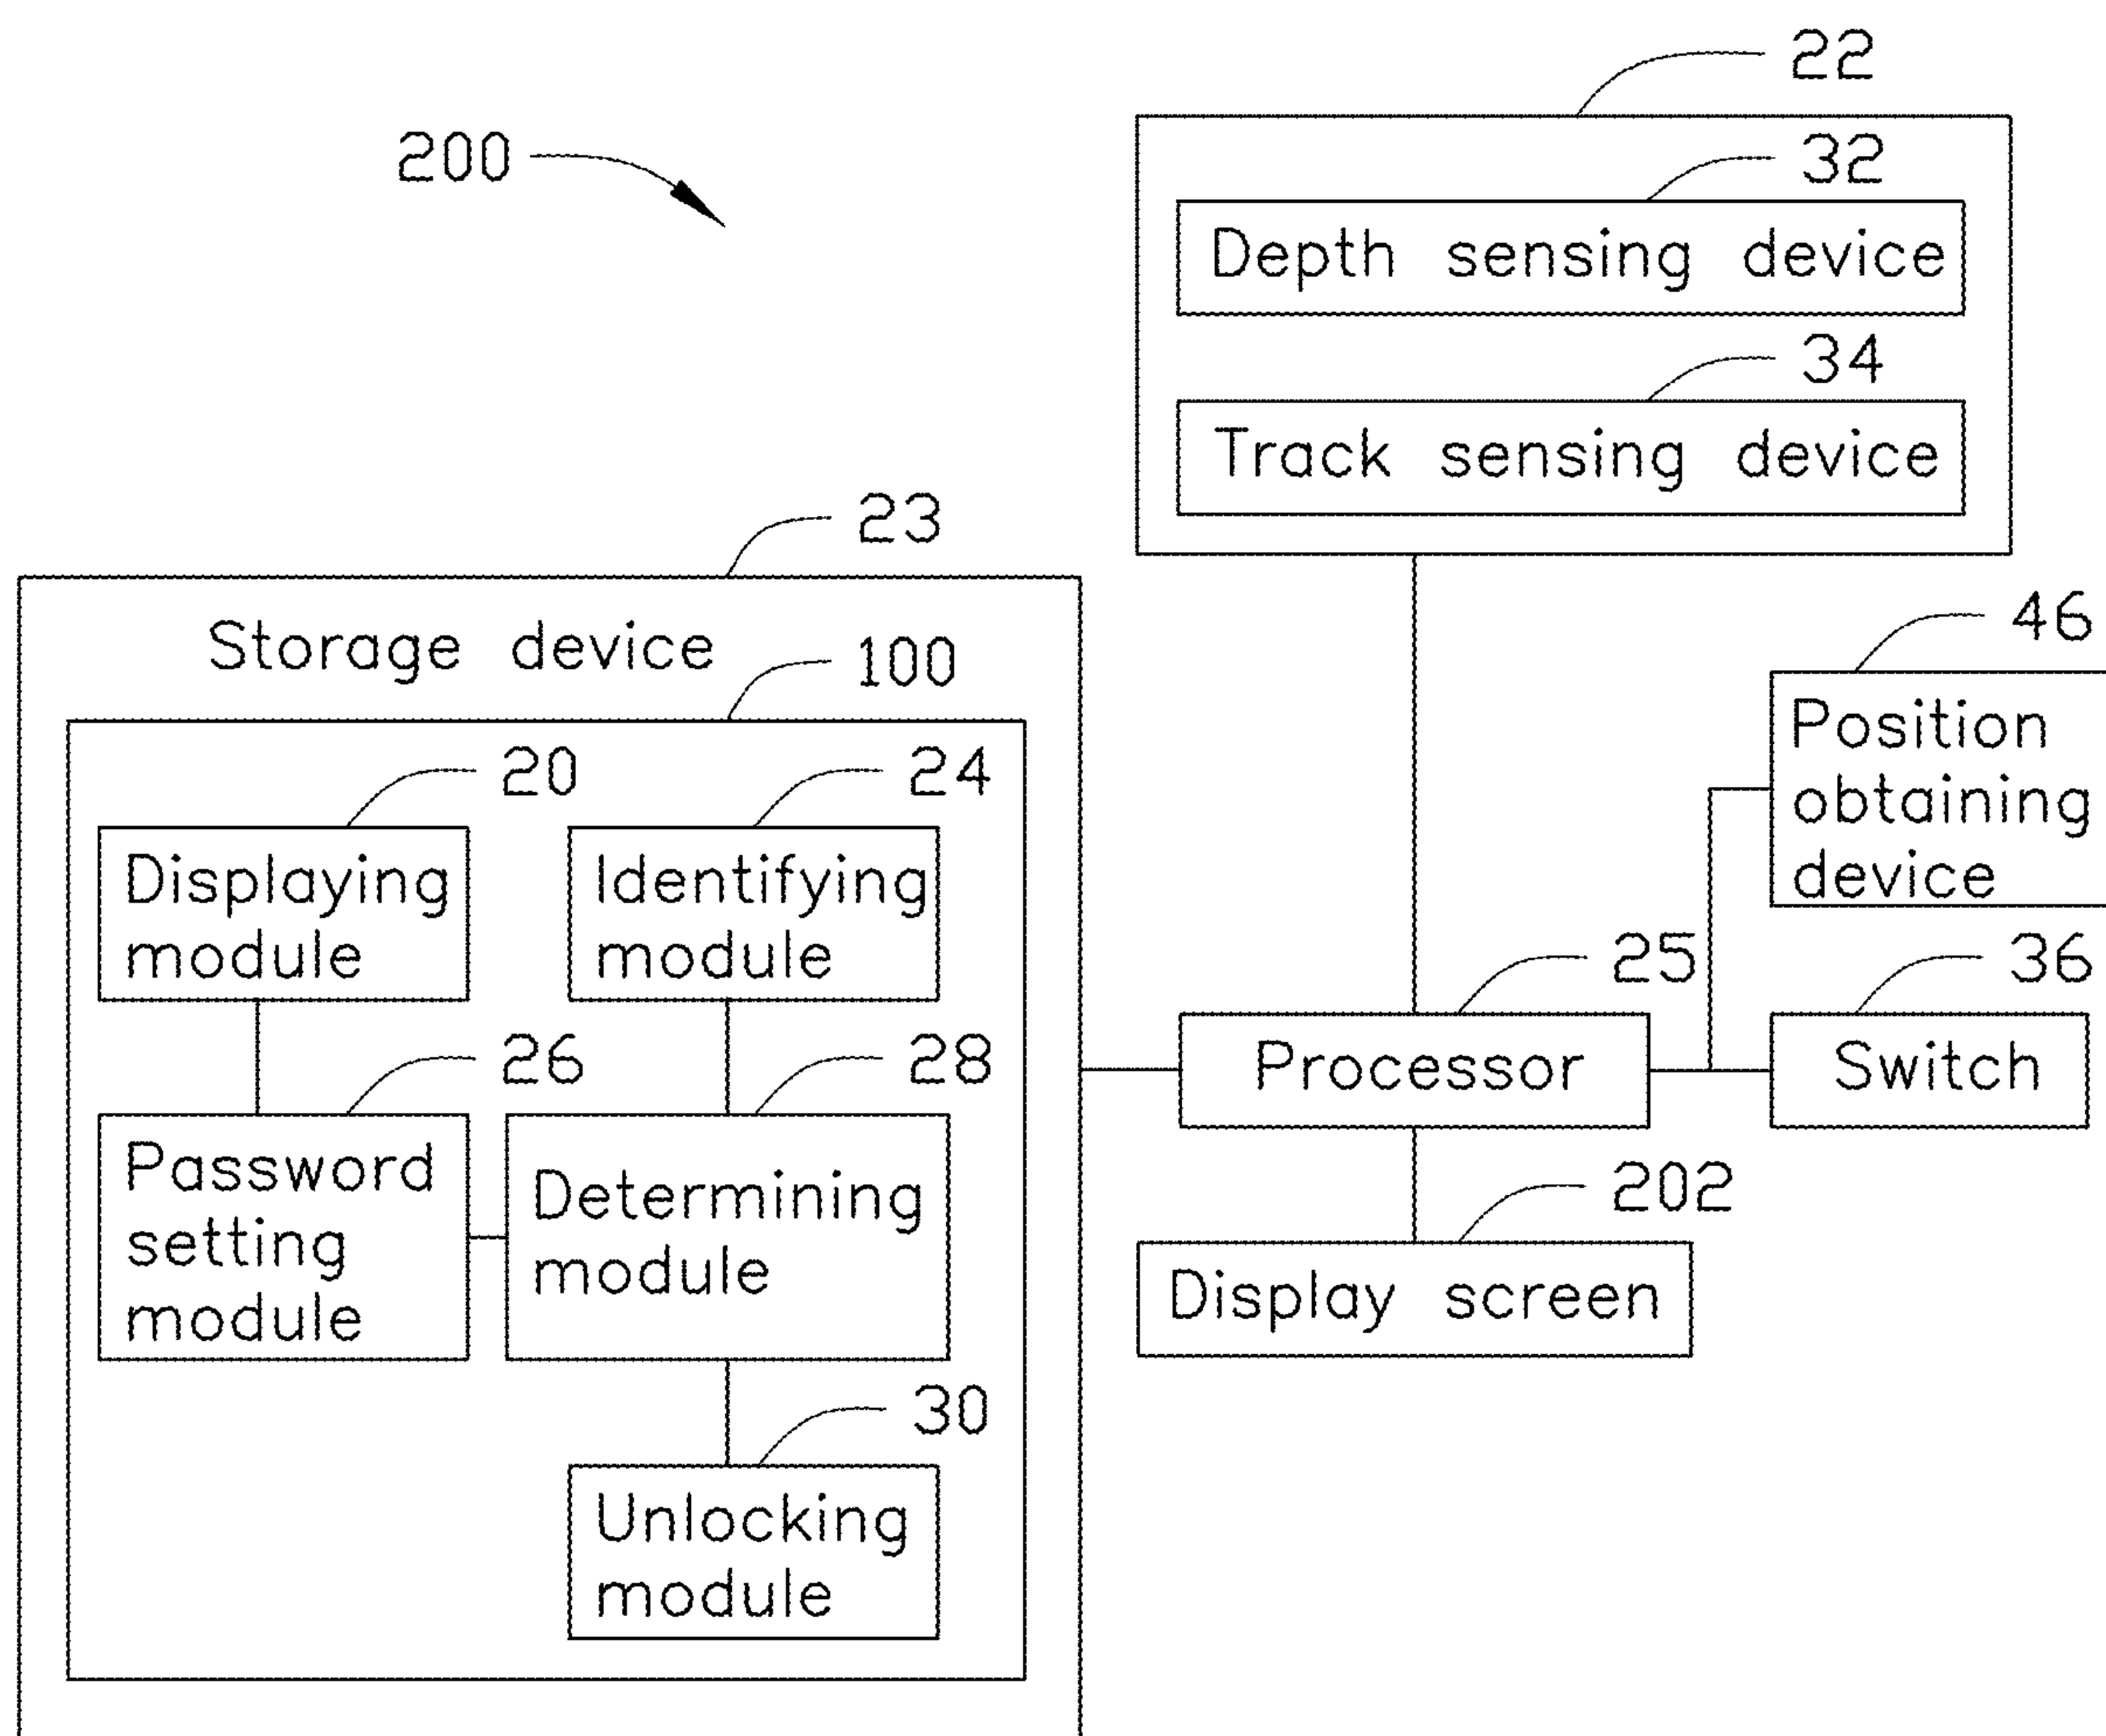 22
200
32
Depth sensing device
34
Track sensing device
23
Storage device
100
46
Position
obtaining
device
20
24
Displaying
module
Identifying
module
25
36
Processor
Switch
26
28
Password
setting
module
Determining
module
202
Display screen
30
Unlocking
module